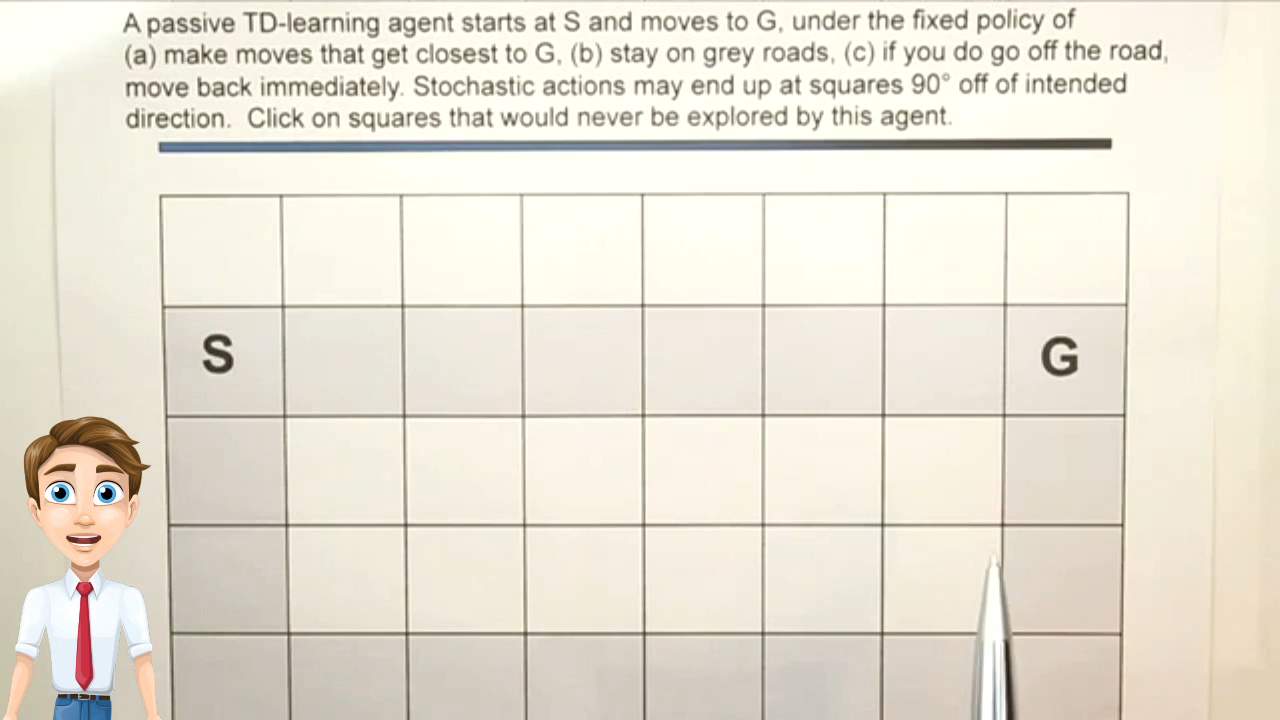 A passive TD-learning agent starts at S and moves to G, under the fixed policy of
(a) make moves that get closest to G, (b) stay on grey roads, (c) if you do go off the road,
move back immediately. Stochastic actions may end up at squares 90° off of intended
direction. Click on squares that would never be explored by this agent.
S
G